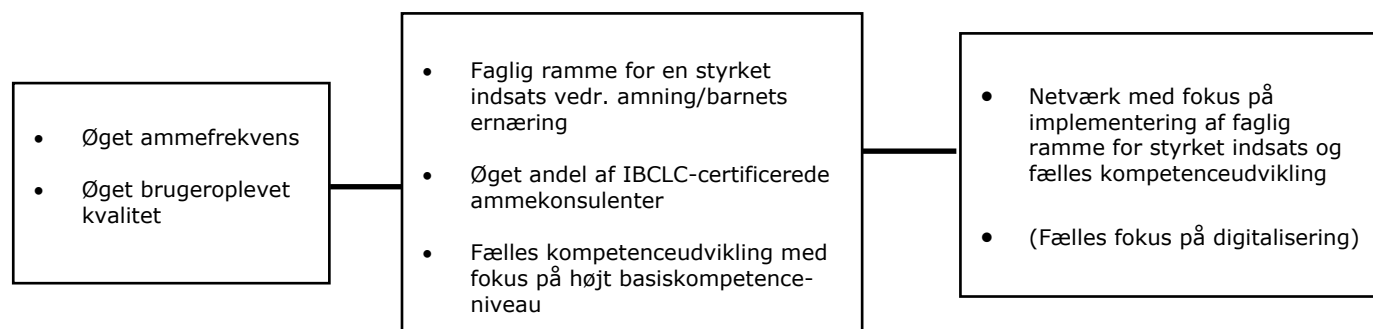 • Øget ammefrekvens
• Øget brugeroplevet
kvalitet
• Faglig ramme for en styrket
indsats vedr. amning/barnets
ernæring
• Øget andel af IBCLC-certificerede
ammekonsulenter
• Fælles kompetenceudvikling med
fokus på højt basiskompetence-
niveau
• Netværk med fokus på
implementering af faglig
ramme for styrket indsats og
fælles kompetenceudvikling
• (Fælles fokus på digitalisering)